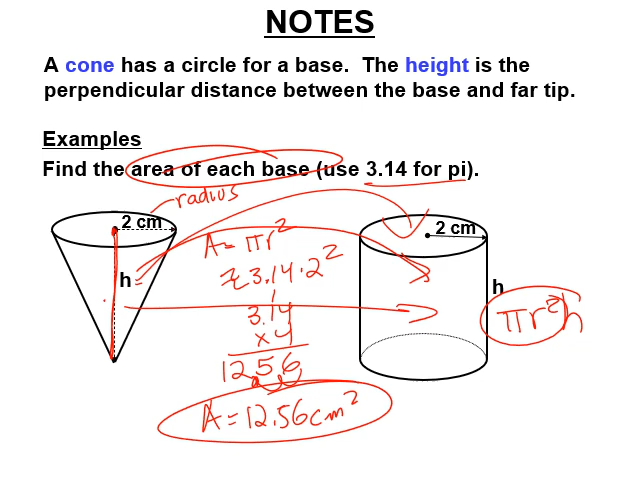 NOTES
A cone has a circle for a base. The height is the
perpendicular distance between the base and far tip.
Examples
Find the area of each base (use 3.14 for pi).
radius
2 cm
2 cm
A = πr²
h
≈ 3.14 · 2²
h
3.14
πr²h
x 4
12.56
A = 12.56 cm²